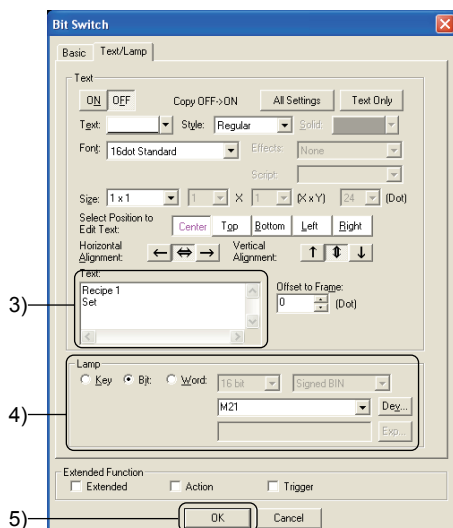 Bit Switch
Basic Text/Lamp
Text
ON OFF Copy OFF->ON All Settings Text Only
Text: Style: Regular Solid:
Font: 16dot Standard Effects: None
Script:
Size: 1 x 1 1 X 1 (X x Y) 24 (Dot)
Select Position to
Edit Text: Center Top Bottom Left Right
Horizontal
Alignment: Vertical
Alignment:
Text:
Recipe 1
Set
Offset to Frame:
0 (Dot)
3)
Lamp
Key Bit: Word: 16 bit Signed BIN
M21 Dev...
Exp...
4)
Extended Function
Extended Action Trigger
5) OK Cancel